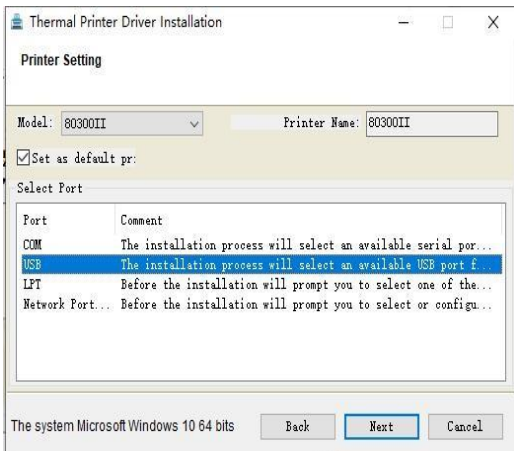 Thermal Printer Driver Installation
Printer Setting
Model: 80300II Printer Name: 80300II
Set as default pr:
Select Port
Port Comment
COM The installation process will select an available serial por...
USB The installation process will select an available USB port f...
LPT Before the installation will prompt you to select one of the...
Network Port... Before the installation will prompt you to select or configu...
The system Microsoft Windows 10 64 bits Back Next Cancel